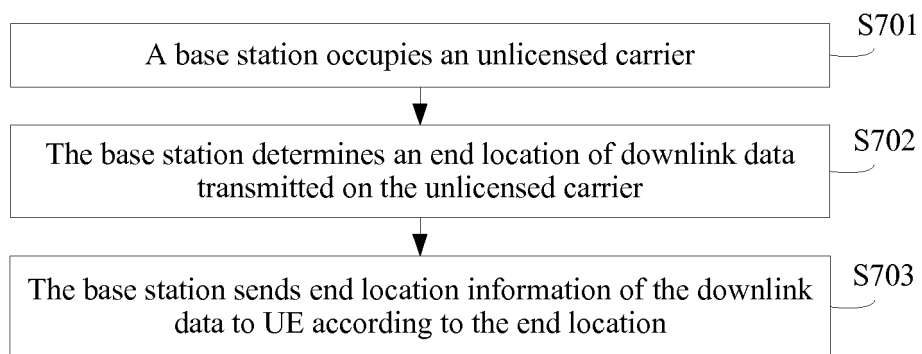 S701
A base station occupies an unlicensed carrier
S702
The base station determines an end location of downlink data
transmitted on the unlicensed carrier
S703
The base station sends end location information of the downlink
data to UE according to the end location